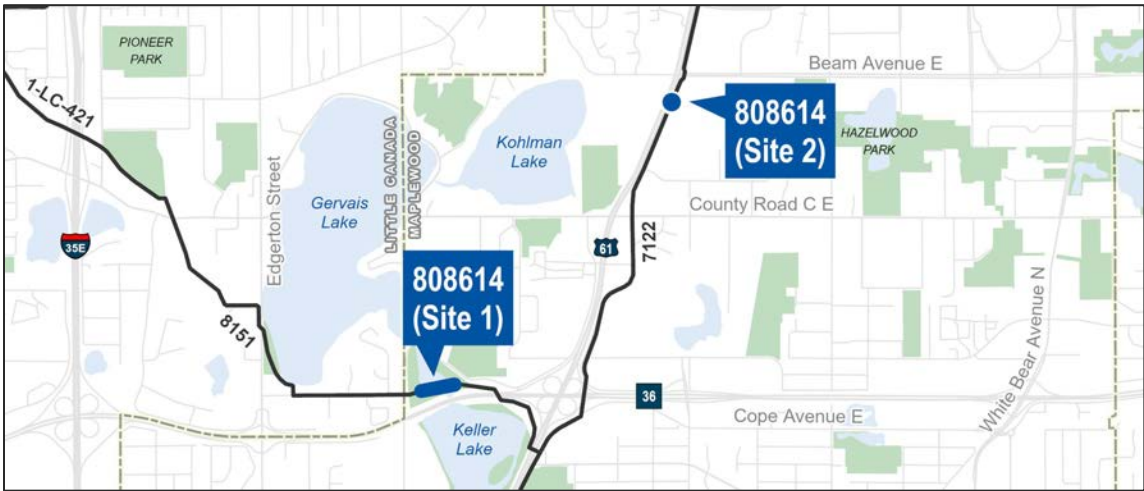 PIONEER
PARK
1-LC-421
Beam Avenue E
808614
(Site 2)
HAZELWOOD
PARK
Kohlman
Lake
LITTLE CANADA
MAPLEWOOD
Edgerton Street
Gervais
Lake
County Road C E
35E
61
7122
808614
(Site 1)
8151
White Bear Avenue N
36
Cope Avenue E
Keller
Lake